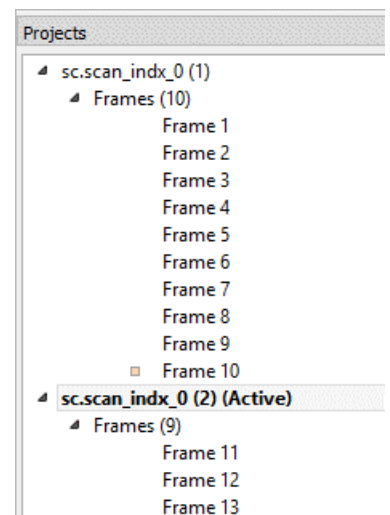 Projects
sc.scan_indx_0 (1)
Frames (10)
Frame 1
Frame 2
Frame 3
Frame 4
Frame 5
Frame 6
Frame 7
Frame 8
Frame 9
Frame 10
sc.scan_indx_0 (2) (Active)
Frames (9)
Frame 11
Frame 12
Frame 13